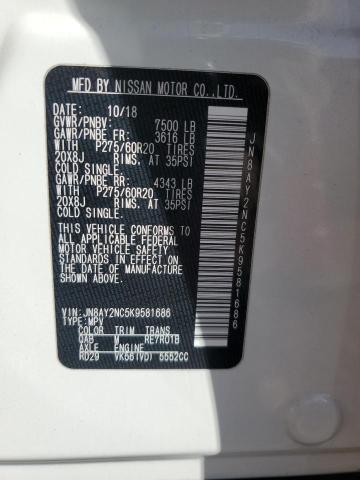 MFD BY NISSAN MOTOR CO.,LTD.
DATE: 10/18
GVWR/PNBV: 7500 LB
GAWR/PNBE FR: 3616 LB
WITH P275/60R20 TIRES
20X8J RIMS. AT 35PSI
COLD SINGLE.
GAWR/PNBE RR: 4343 LB
WITH P275/60R20 TIRES
20X8J RIMS. AT 35PSI
COLD SINGLE.
THIS VEHICLE CONFORMS TO ALL
APPLICABLE FEDERAL MOTOR
VEHICLE SAFETY AND THEFT PREVENTION
STANDARDS IN EFFECT ON THE
DATE OF MANUFACTURE SHOWN
ABOVE.
VIN: JN8AY2NC5K9581686
TYPE: MPV
COLOR TRIM TRANS
QAB M RE7R01B
AXLE ENGINE
RD29 VK56(VD) 5552CC
JN8AY2NC5K9581686